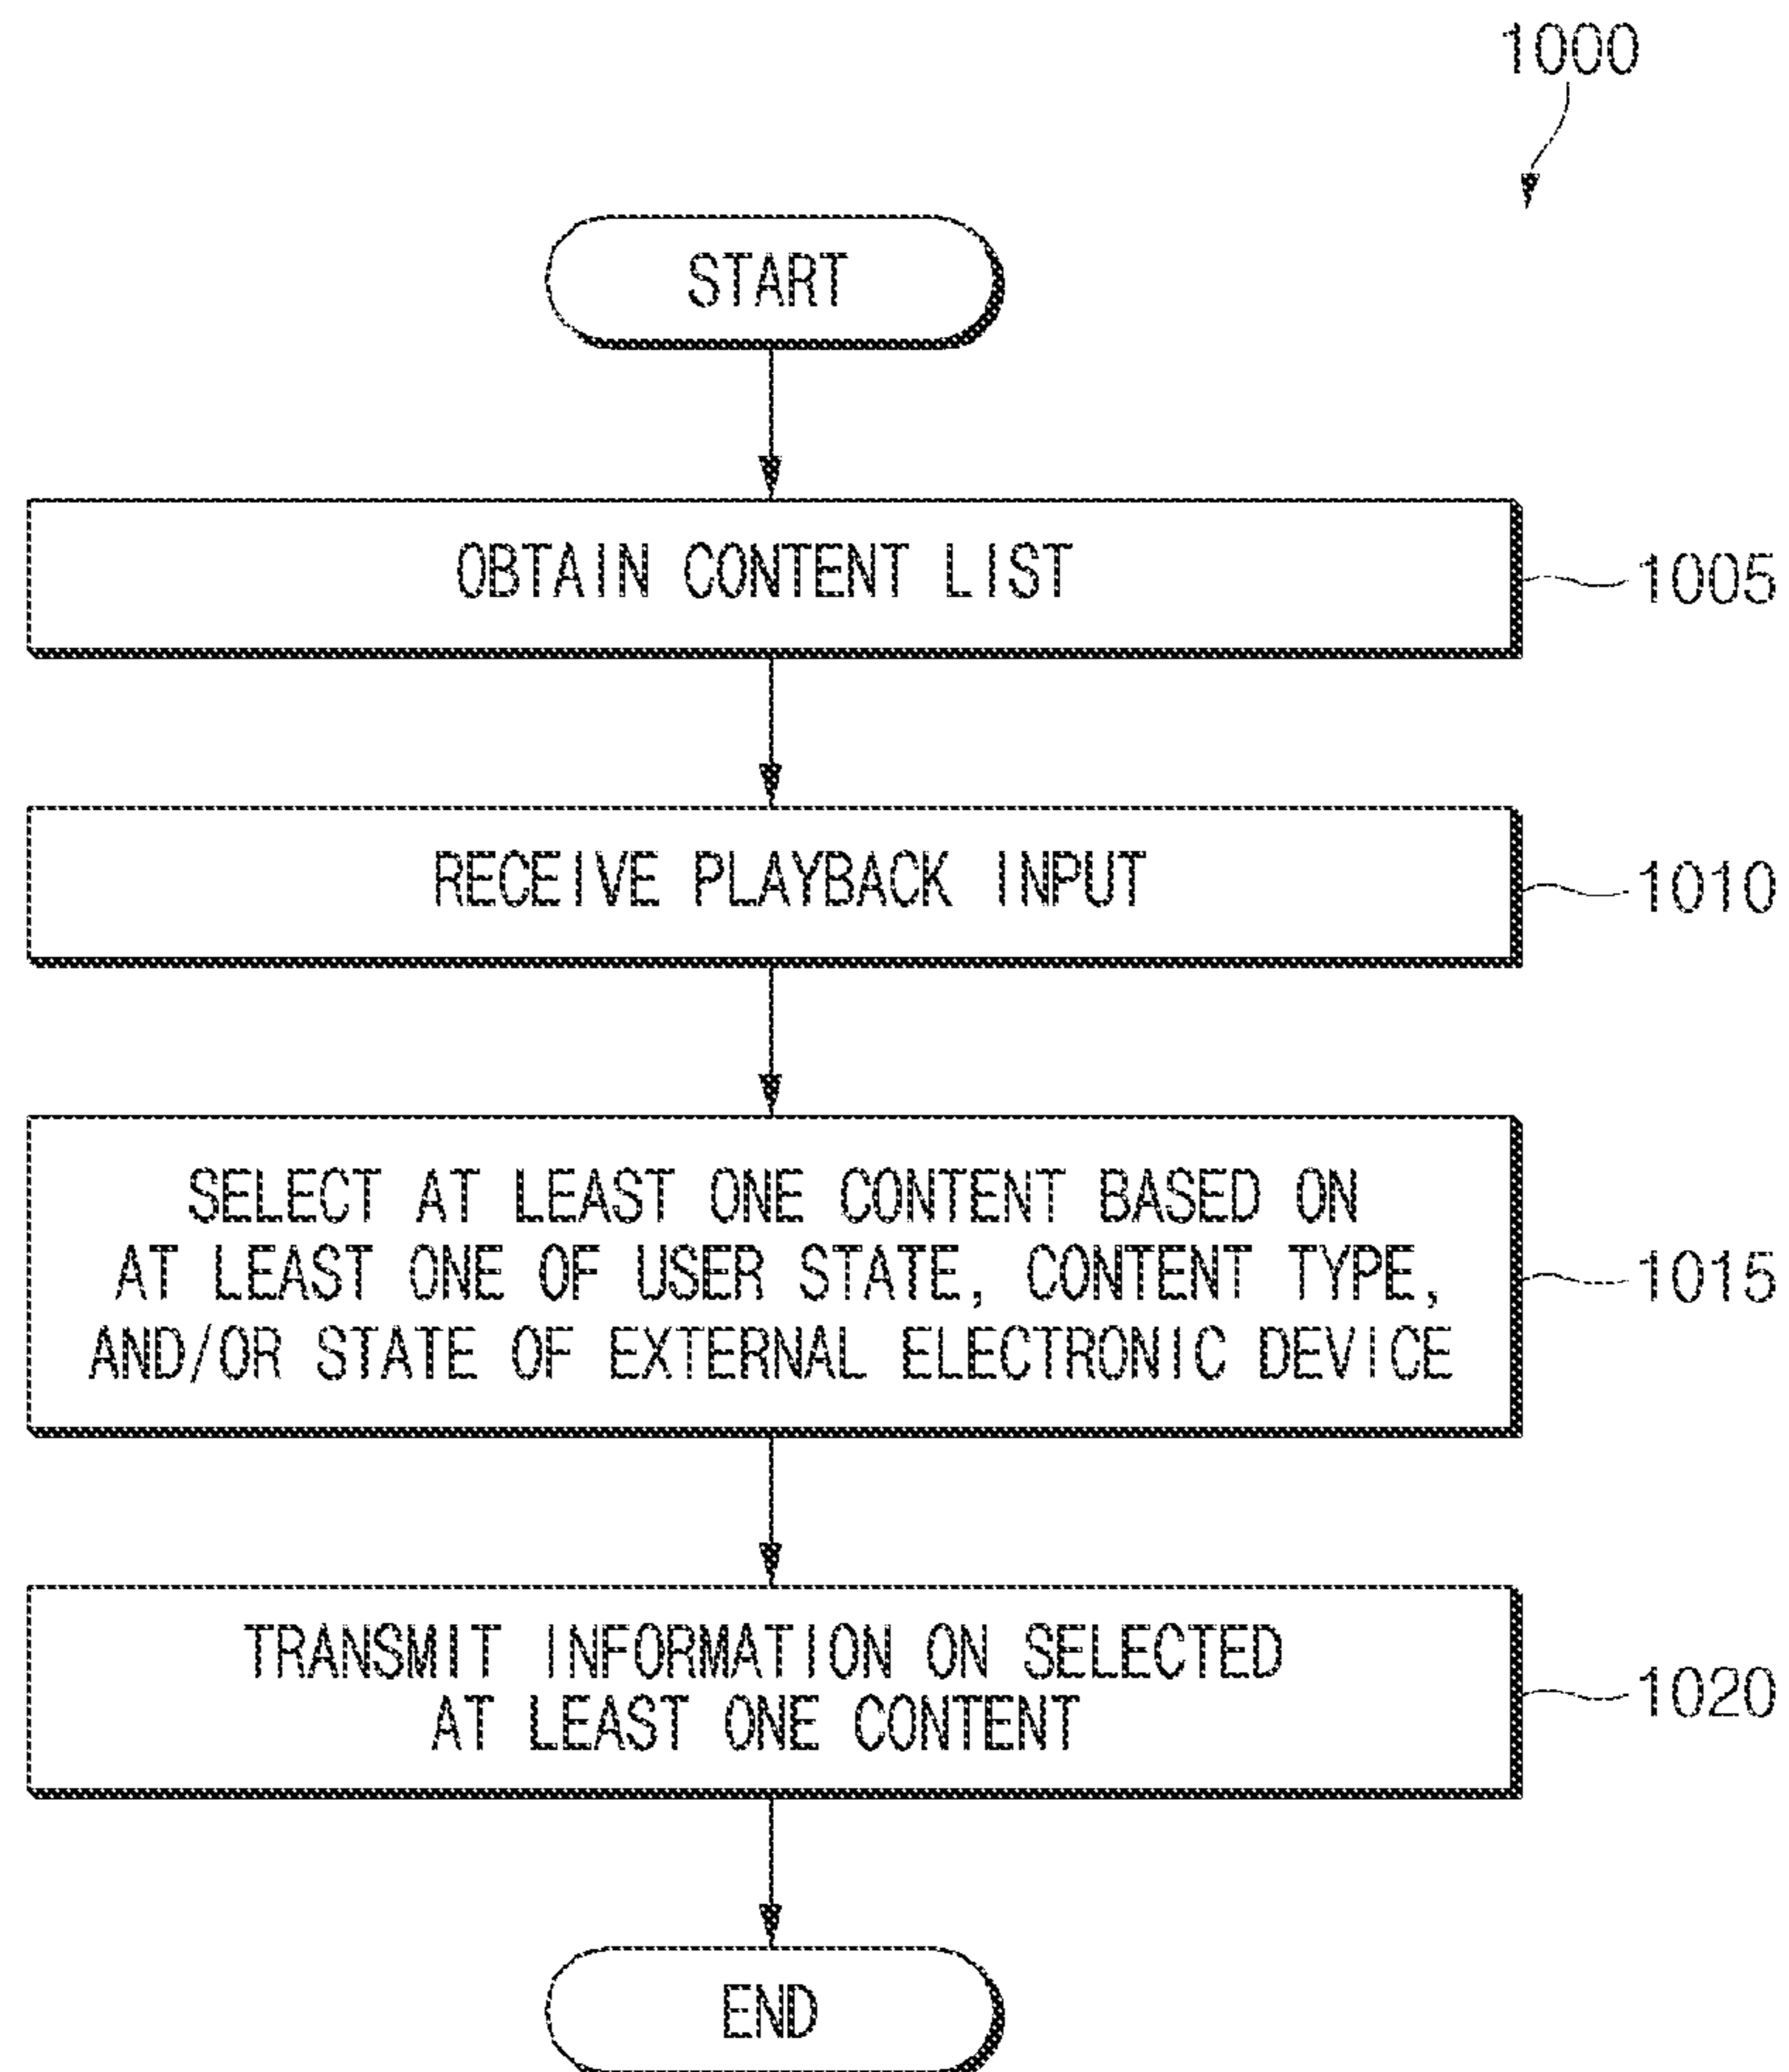 1000
START
OBTAIN CONTENT LIST
1005
RECEIVE PLAYBACK INPUT
1010
SELECT AT LEAST ONE CONTENT BASED ON
AT LEAST ONE OF USER STATE, CONTENT TYPE,
AND/OR STATE OF EXTERNAL ELECTRONIC DEVICE
1015
TRANSMIT INFORMATION ON SELECTED
AT LEAST ONE CONTENT
1020
END